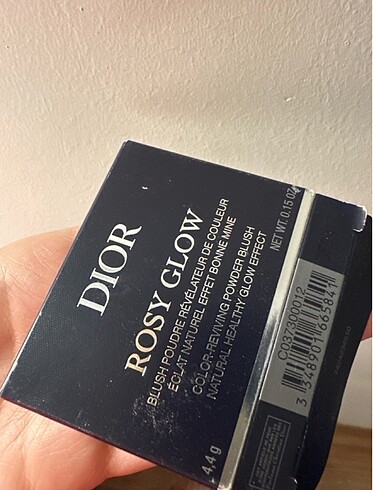 DIOR
ROSY GLOW
BLUSH POUDRE RÉVÉLATEUR DE COULEUR
ÉCLAT NATUREL EFFET BONNE MINE
COLOR-REVIVING POWDER BLUSH
NATURAL HEALTHY GLOW EFFECT
4,4 g
NET WT. 0.15 OZ
C037300012
3 348901 685841